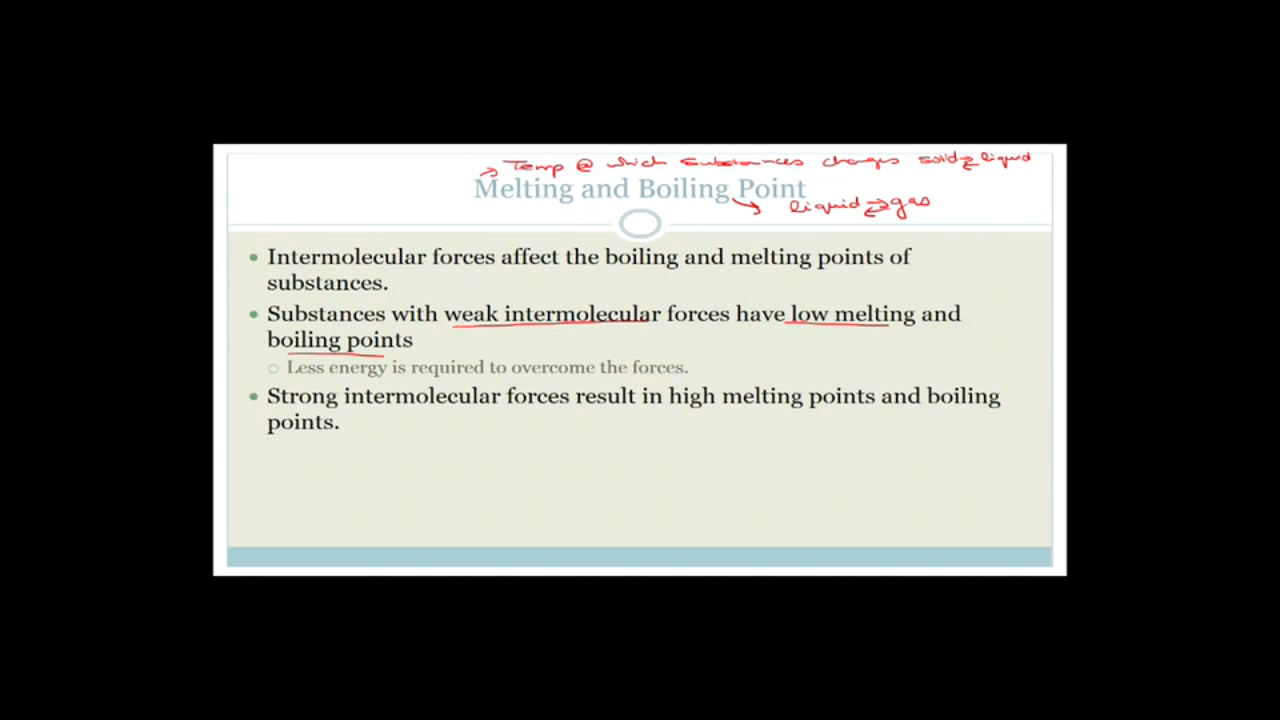 Temp @ which substances changes solid ⇌ liquid
Melting and Boiling Point
liquid ⇌ gas
• Intermolecular forces affect the boiling and melting points of
substances.
• Substances with weak intermolecular forces have low melting and
boiling points
○ Less energy is required to overcome the forces.
• Strong intermolecular forces result in high melting points and boiling
points.